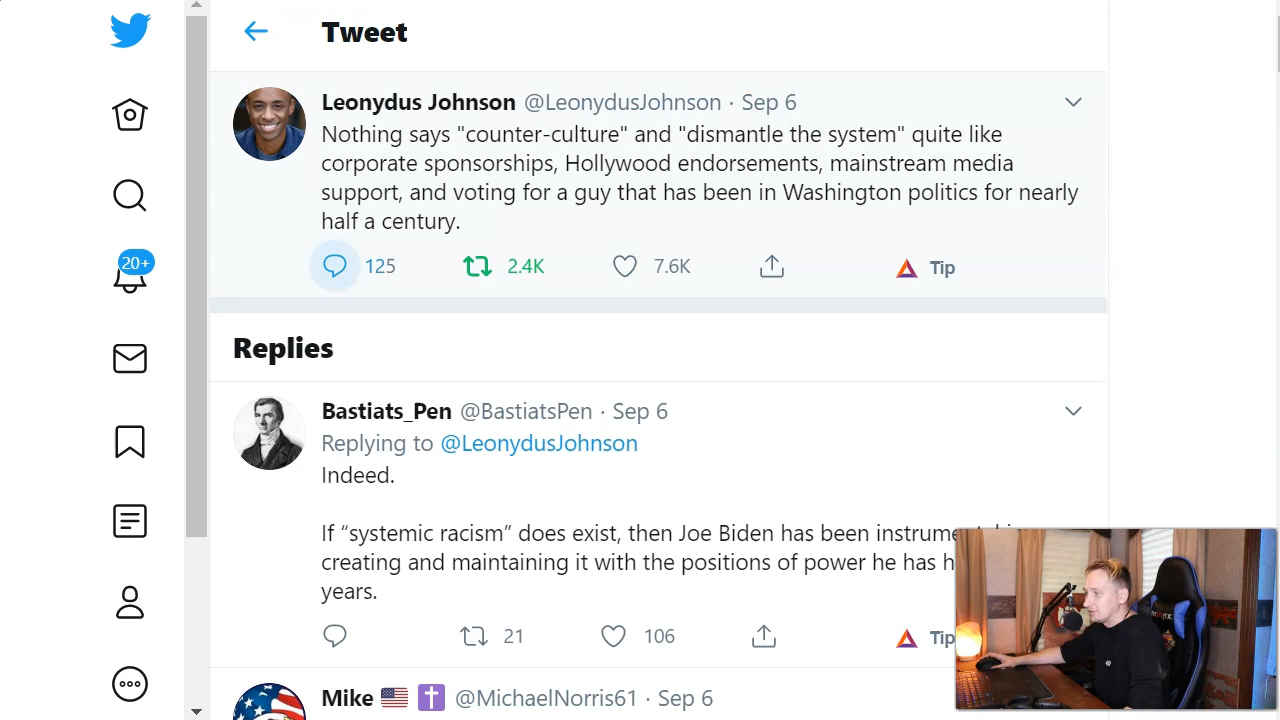 Tweet
Leonydus Johnson @LeonydusJohnson · Sep 6
Nothing says "counter-culture" and "dismantle the system" quite like
corporate sponsorships, Hollywood endorsements, mainstream media
support, and voting for a guy that has been in Washington politics for nearly
half a century.
125 2.4K 7.6K Tip
20+
Replies
Bastiats_Pen @BastiatsPen · Sep 6
Replying to @LeonydusJohnson
Indeed.
If “systemic racism” does exist, then Joe Biden has been
creating and maintaining it with the positions of power he has
years.
21 106 Tip
Mike @MichaelNorris61 · Sep 6